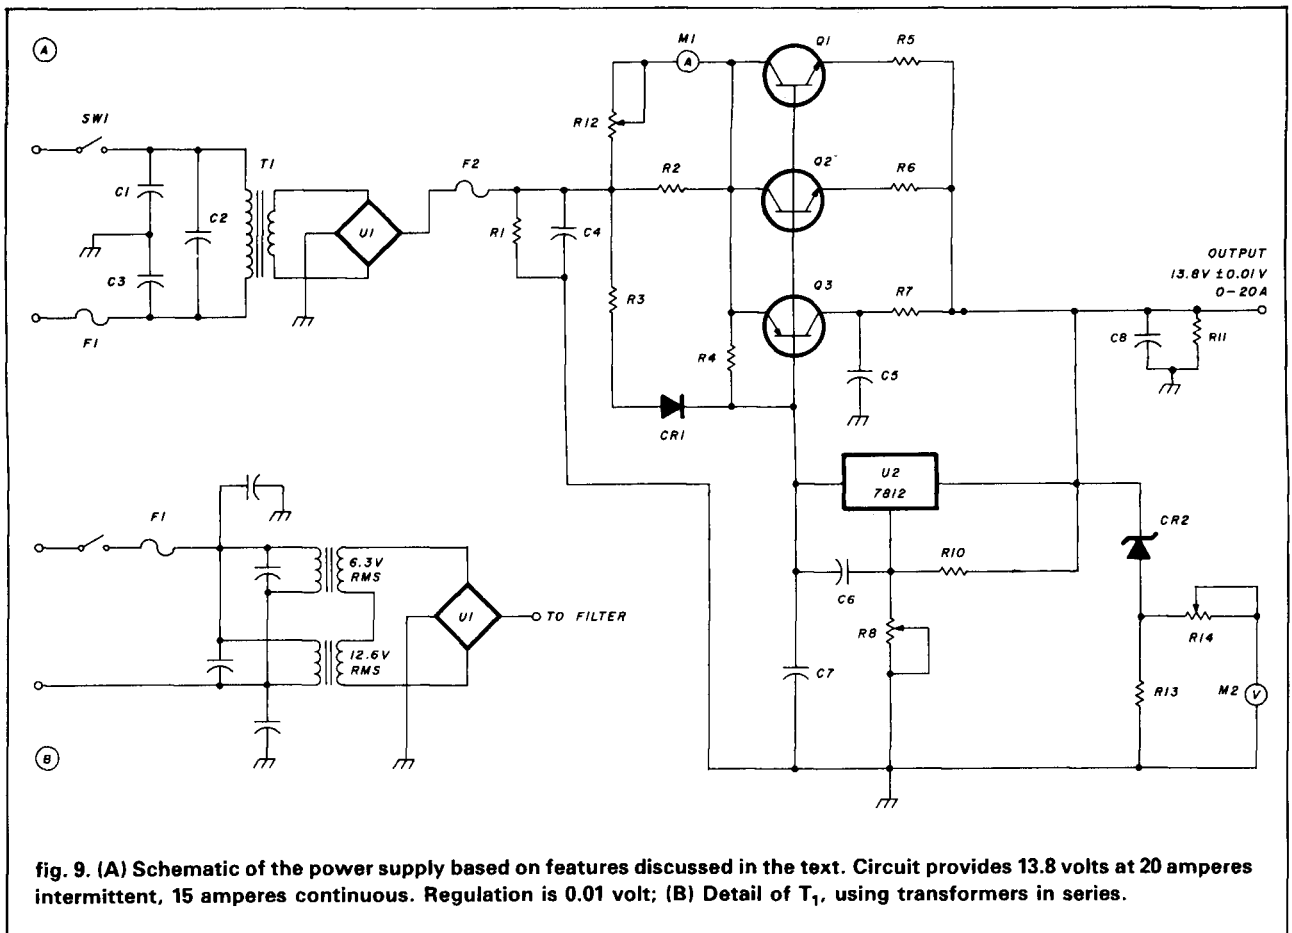 A
SW1
C1
C2
C3
F1
T1
U1
F2
R1
C4
R12
M1
A
R2
R3
R4
CR1
Q1
Q2
Q3
R5
R6
R7
C5
OUTPUT
13.8V ±0.01V
0-20A
C8
R11
U2
7812
C6
R10
R8
C7
CR2
R14
R13
M2
V
F1
6.3V
RMS
12.6V
RMS
U1
TO FILTER
B
fig. 9. (A) Schematic of the power supply based on features discussed in the text. Circuit provides 13.8 volts at 20 amperes
intermittent, 15 amperes continuous. Regulation is 0.01 volt; (B) Detail of T1, using transformers in series.